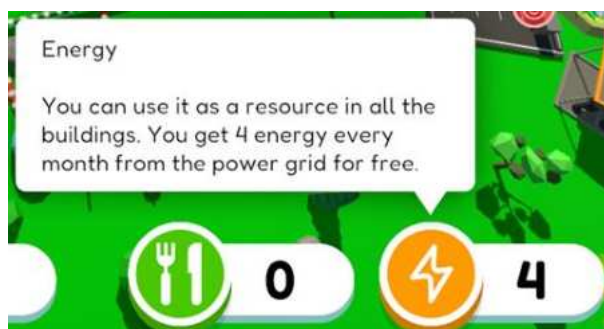 Energy
You can use it as a resource in all the
buildings. You get 4 energy every
month from the power grid for free.
0
4